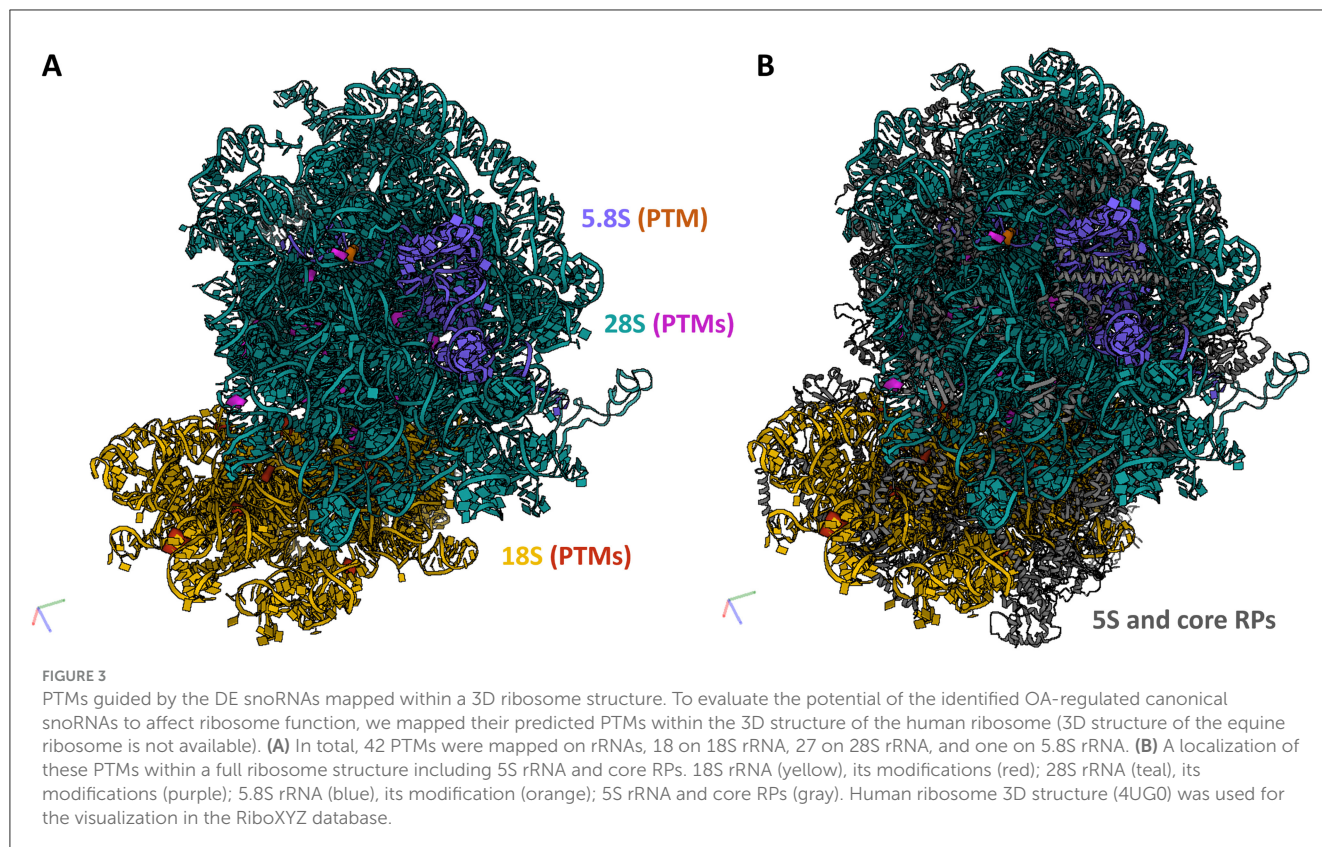 A
B
5.8S (PTM)
28S (PTMs)
18S (PTMs)
5S and core RPs
FIGURE 3
PTMs guided by the DE snoRNAs mapped within a 3D ribosome structure. To evaluate the potential of the identified OA-regulated canonical
snoRNAs to affect ribosome function, we mapped their predicted PTMs within the 3D structure of the human ribosome (3D structure of the equine
ribosome is not available). (A) In total, 42 PTMs were mapped on rRNAs, 18 on 18S rRNA, 27 on 28S rRNA, and one on 5.8S rRNA. (B) A localization of
these PTMs within a full ribosome structure including 5S rRNA and core RPs. 18S rRNA (yellow), its modifications (red); 28S rRNA (teal), its
modifications (purple); 5.8S rRNA (blue), its modification (orange); 5S rRNA and core RPs (gray). Human ribosome 3D structure (4UG0) was used for
the visualization in the RiboXYZ database.